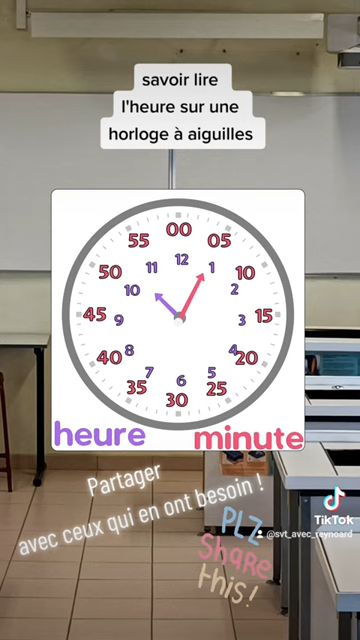 savoir lire
l'heure sur une
horloge à aiguilles
00
55
05
12
11
1
50
10
10
2
45
9
3
15
40
8
4
20
7
5
35
6
25
30
heure
minute
Partager
avec ceux qui en ont besoin !
PLZ
Share
this!
TikTok
@svt_avec_reynoard